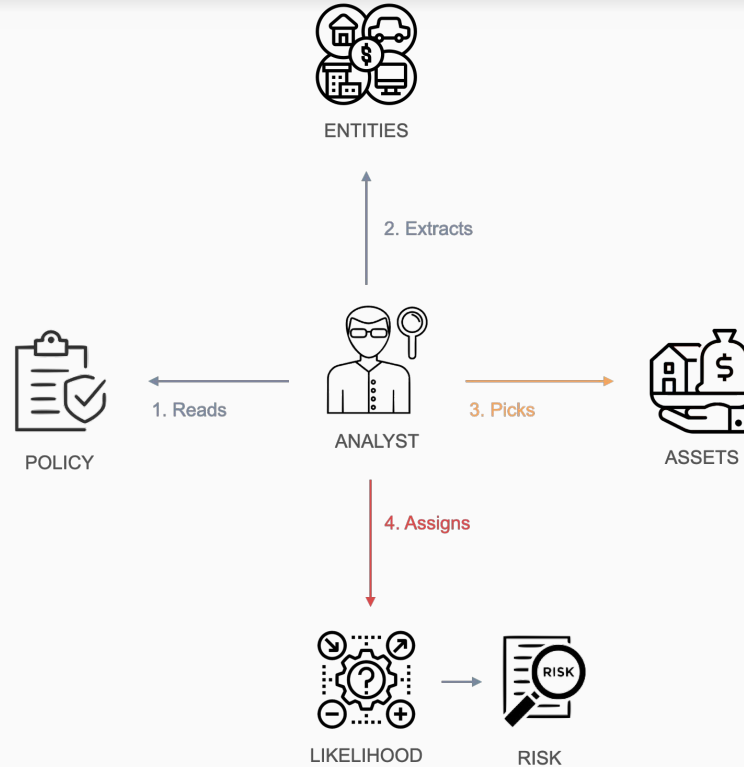 $
ENTITIES
2. Extracts
1. Reads
3. Picks
$
POLICY
ANALYST
ASSETS
4. Assigns
?
RISK
LIKELIHOOD
RISK